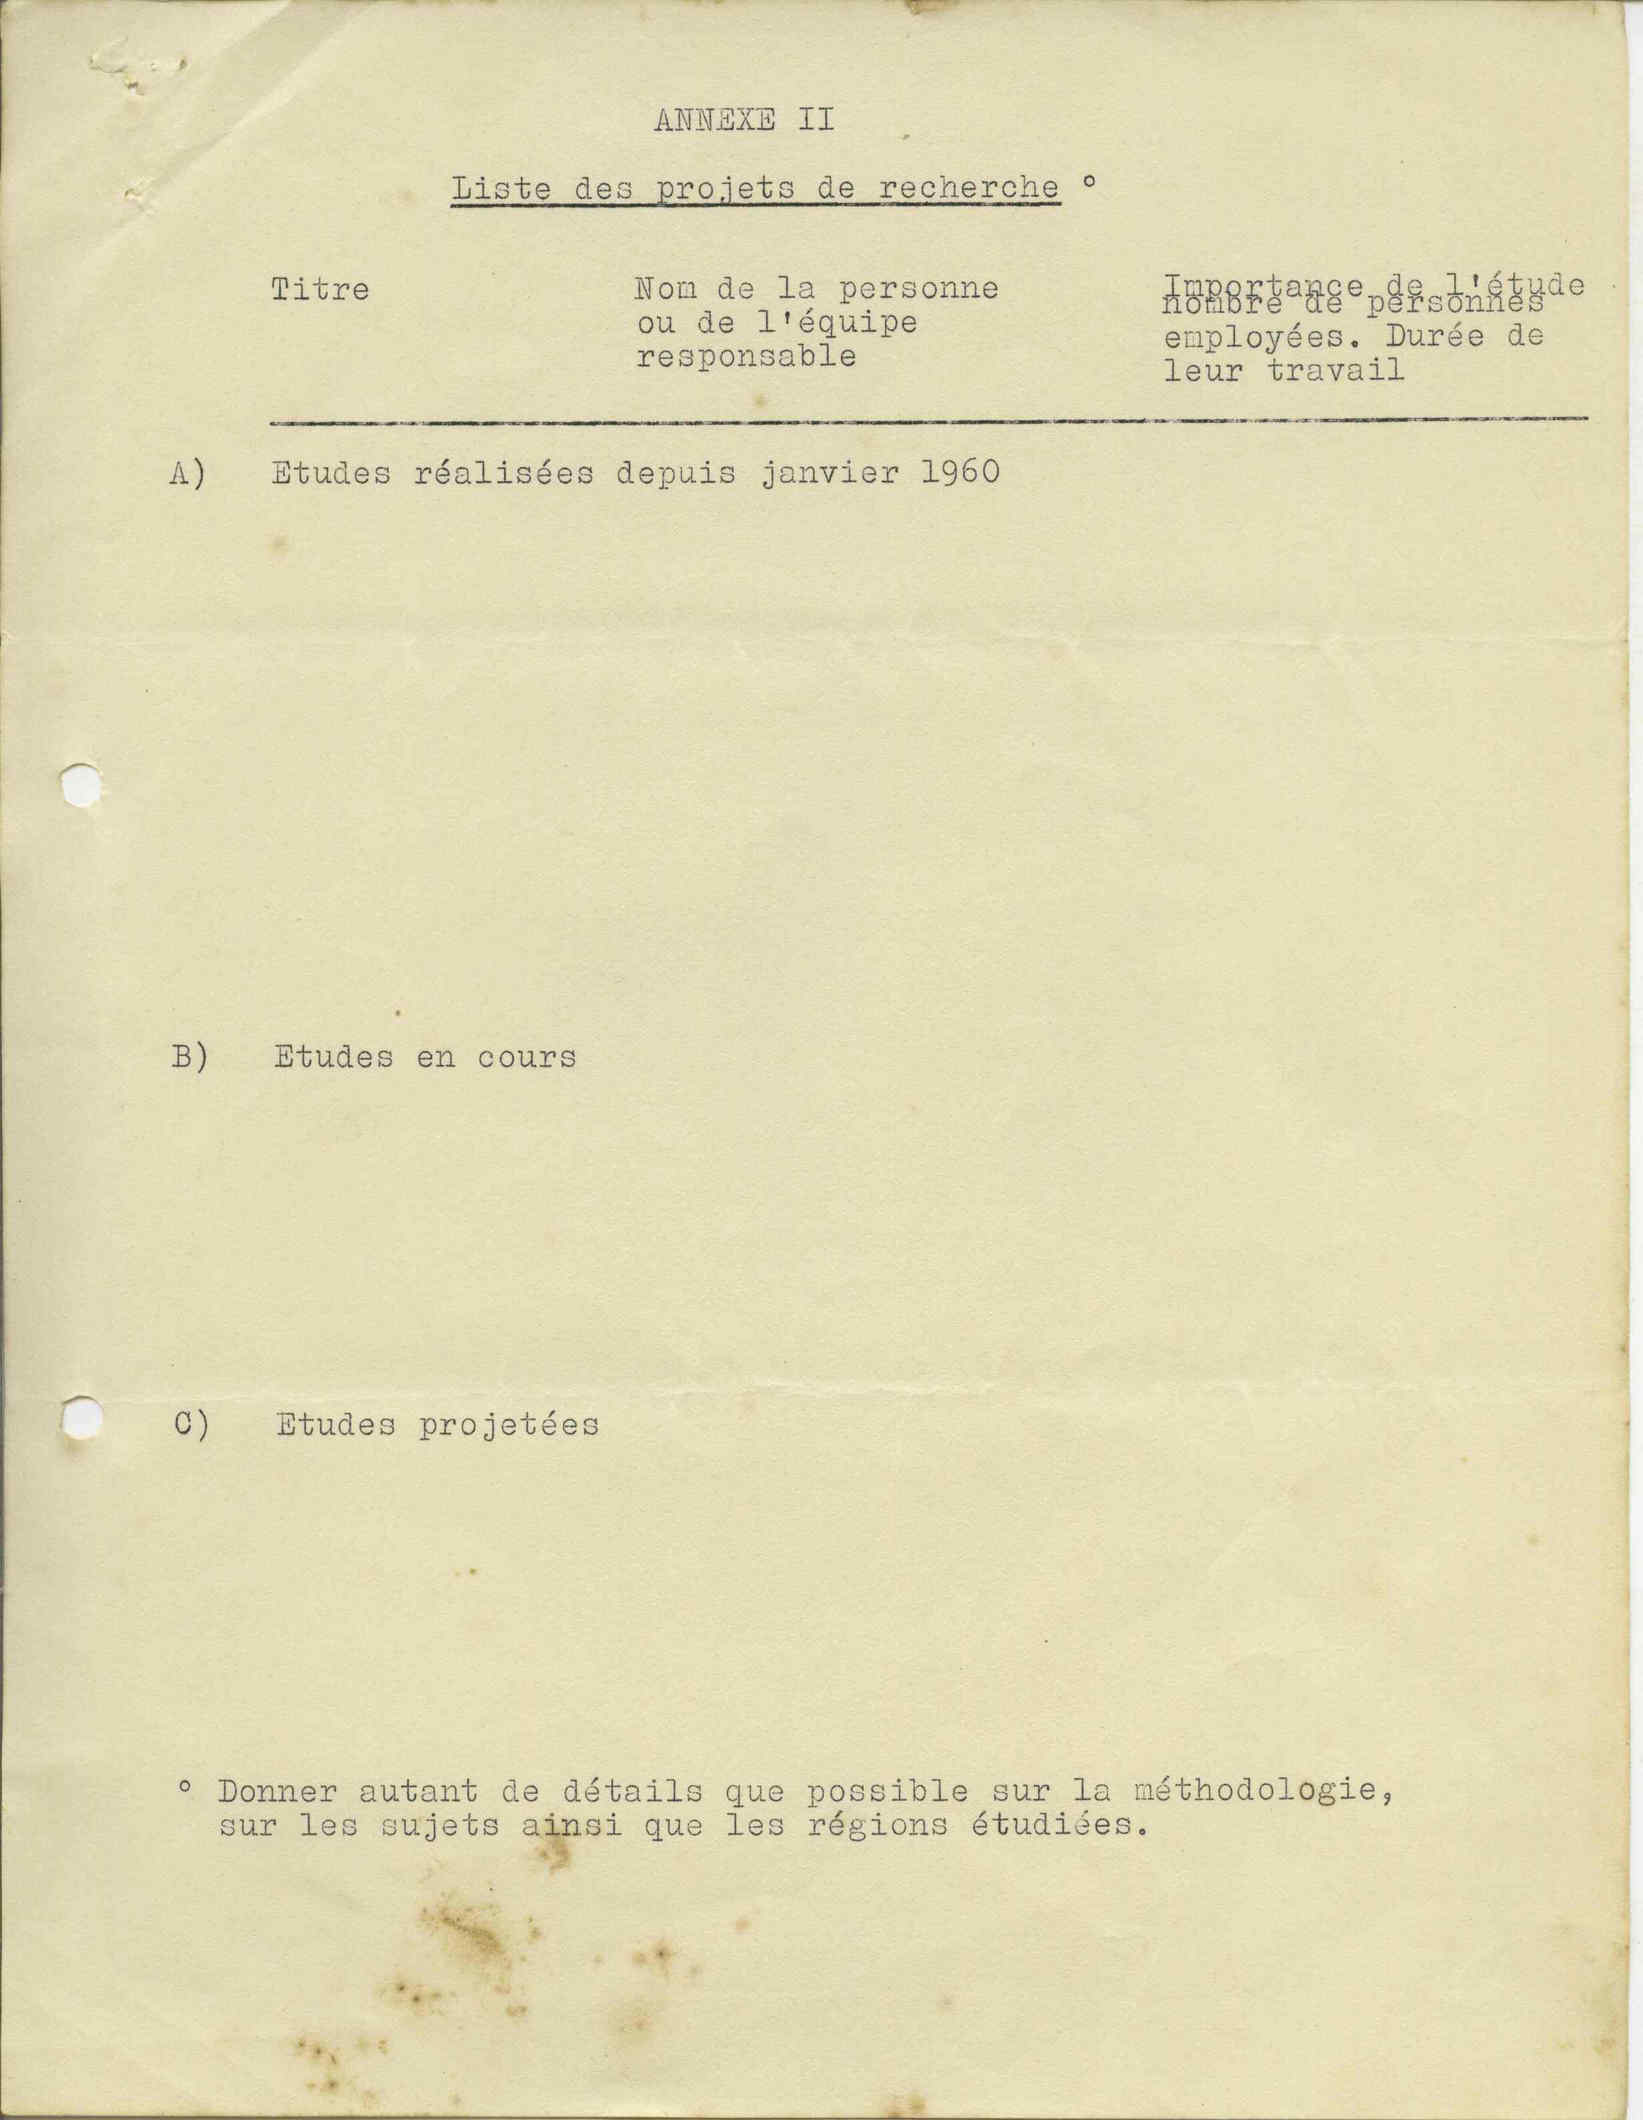 ANNEXE II
Liste des projets de recherche °
Titre
Nom de la personne
ou de l'équipe
responsable
Importance de l'étude
nombre de personnes
employées. Durée de
leur travail
A) Etudes réalisées depuis janvier 1960
B) Etudes en cours
C) Etudes projetées
° Donner autant de détails que possible sur la méthodologie,
sur les sujets ainsi que les régions étudiées.